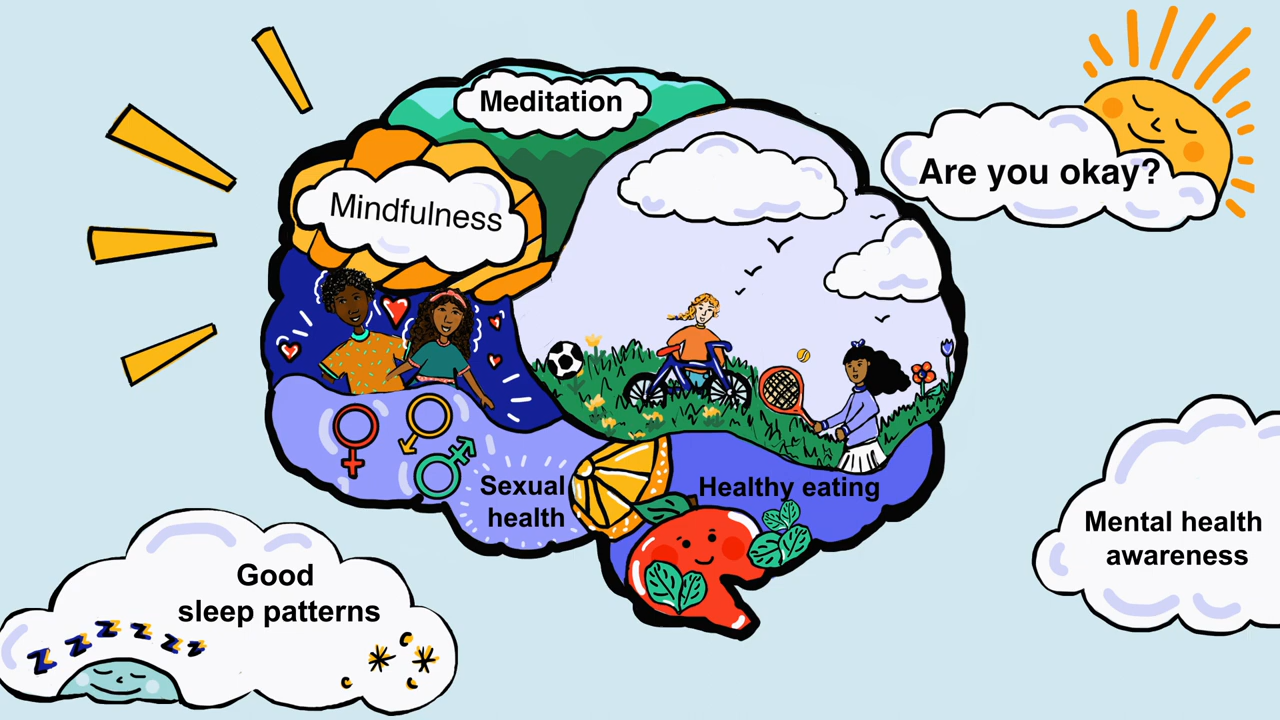 Meditation
Are you okay?
Mindfulness
Sexual
health
Healthy eating
Mental health
awareness
Good
sleep patterns
z z z z z z